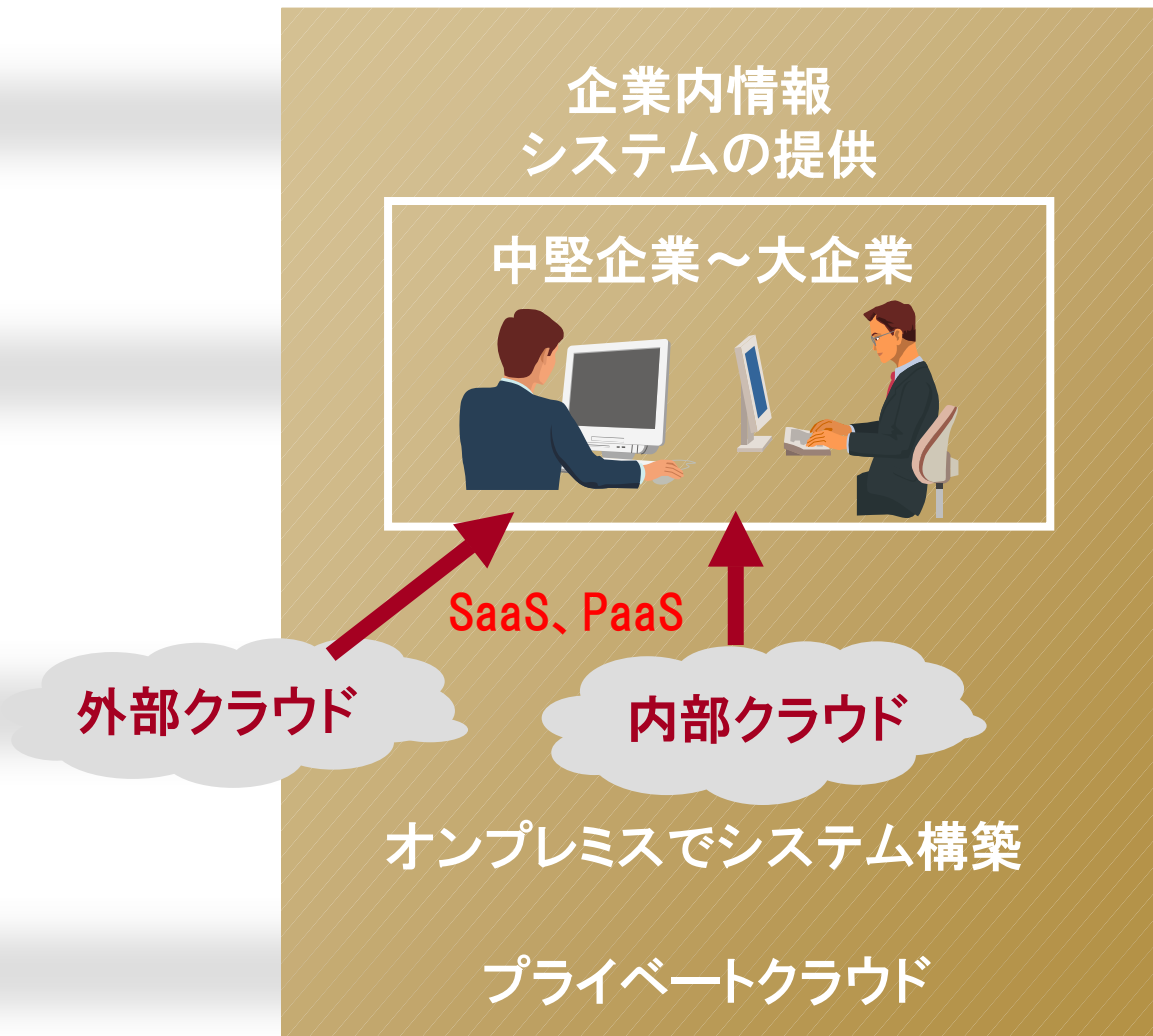 企業内情報
システムの提供
中堅企業～大企業
SaaS、PaaS
外部クラウド
内部クラウド
オンプレミスでシステム構築
プライベートクラウド